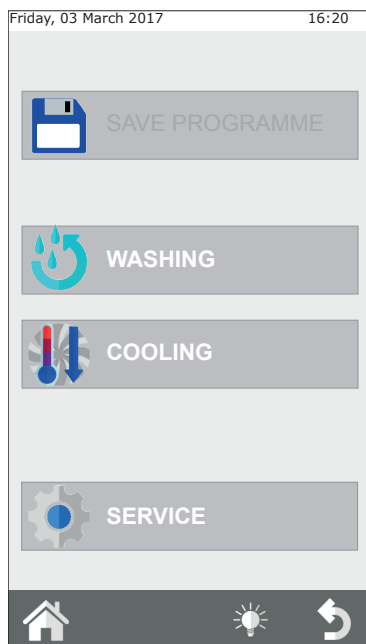 Friday, 03 March 2017 16:20
SAVE PROGRAMME
WASHING
COOLING
SERVICE